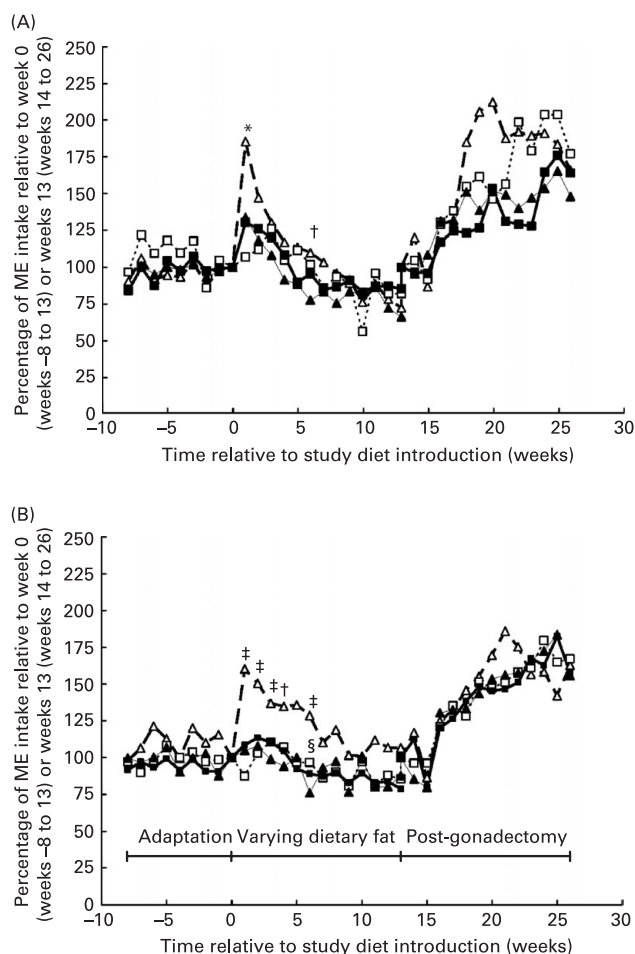 (A)
Percentage of ME intake relative to week 0
(weeks –8 to 13) or weeks 13 (weeks 14 to 26)
250
225
200
175
150
125
100
75
50
25
0
*
†
–10 –5 0 5 10 15 20 25 30
Time relative to study diet introduction (weeks)
(B)
Percentage of ME intake relative to week 0
(weeks –8 to 13) or weeks 13 (weeks 14 to 26)
250
225
200
175
150
125
100
75
50
25
0
‡
‡
‡ †
‡
§
Adaptation Varying dietary fat Post-gonadectomy
–10 –5 0 5 10 15 20 25 30
Time relative to study diet introduction (weeks)